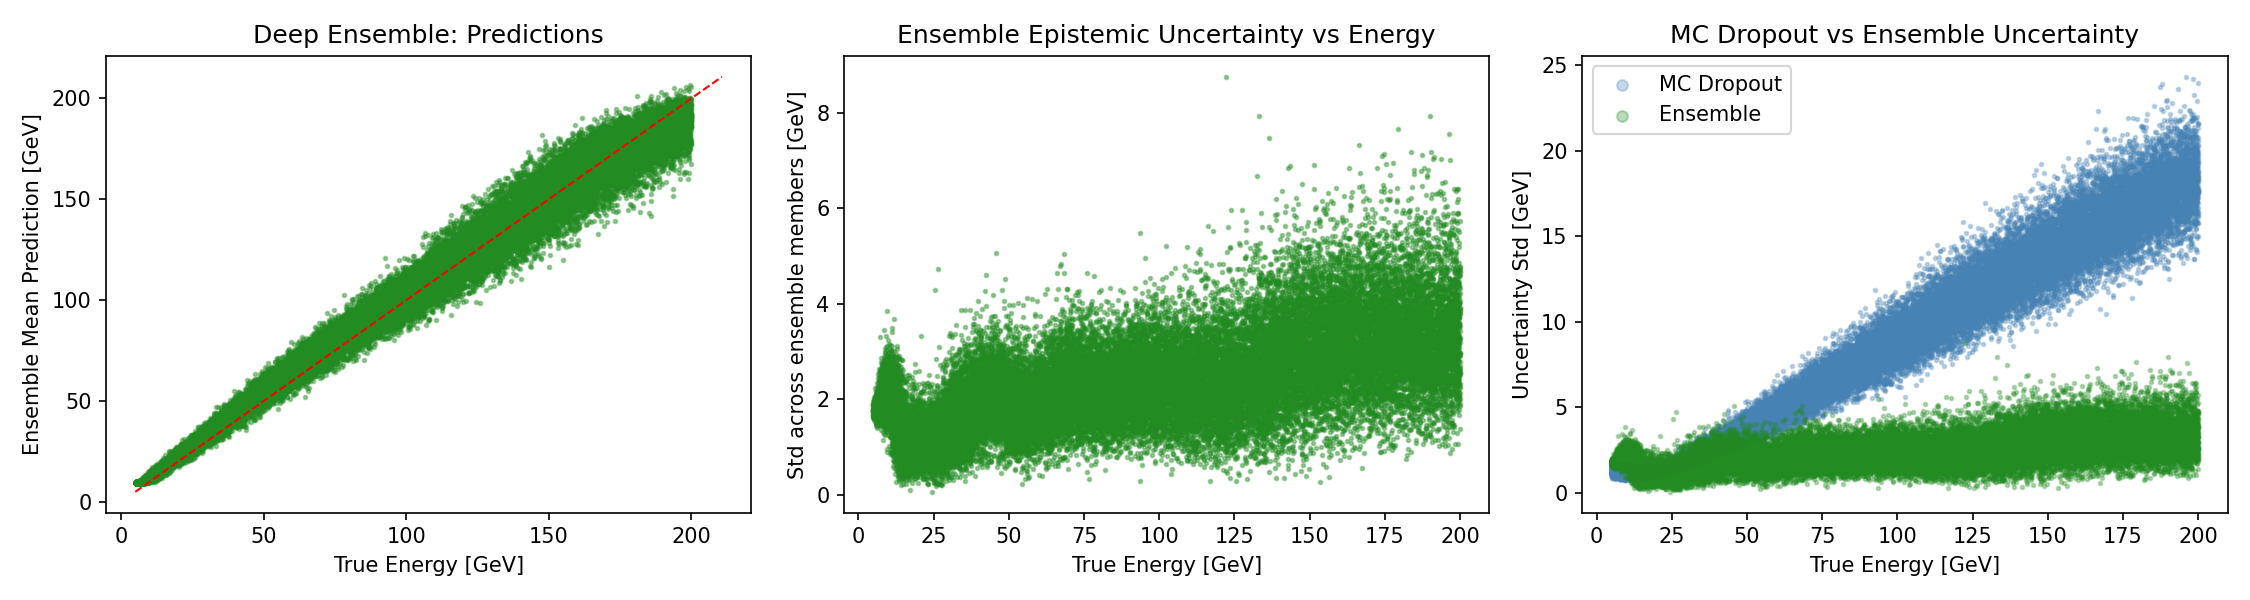 Deep Ensemble: Predictions
Ensemble Mean Prediction [GeV]
200
150
100
50
0
0 50 100 150 200
True Energy [GeV]
Ensemble Epistemic Uncertainty vs Energy
Std across ensemble members [GeV]
8
6
4
2
0
0 25 50 75 100 125 150 175 200
True Energy [GeV]
MC Dropout vs Ensemble Uncertainty
Uncertainty Std [GeV]
25
20
15
10
5
0
MC Dropout
Ensemble
0 25 50 75 100 125 150 175 200
True Energy [GeV]